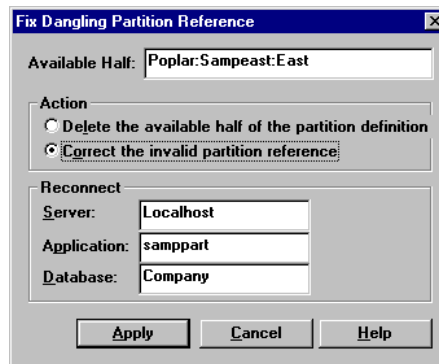 Fix Dangling Partition Reference
Available Half: Poplar:Sampeast:East
Action
Delete the available half of the partition definition
Correct the invalid partition reference
Reconnect
Server: Localhost
Application: samppart
Database: Company
Apply Cancel Help